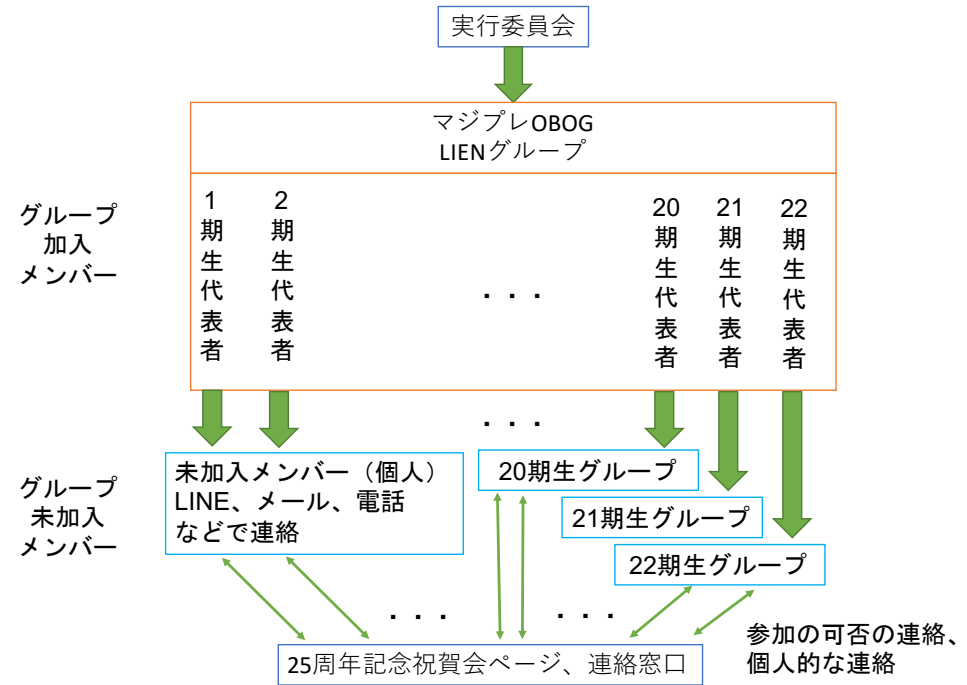 実行委員会
マジプレOBOG
LIENグループ
グループ
加入
メンバー
1期生代表者
2期生代表者
・・・
20期生代表者
21期生代表者
22期生代表者
・・・
グループ
未加入
メンバー
未加入メンバー（個人）
LINE、メール、電話
などで連絡
20期生グループ
21期生グループ
22期生グループ
・・・
・・・
25周年記念祝賀会ページ、連絡窓口
参加の可否の連絡、
個人的な連絡